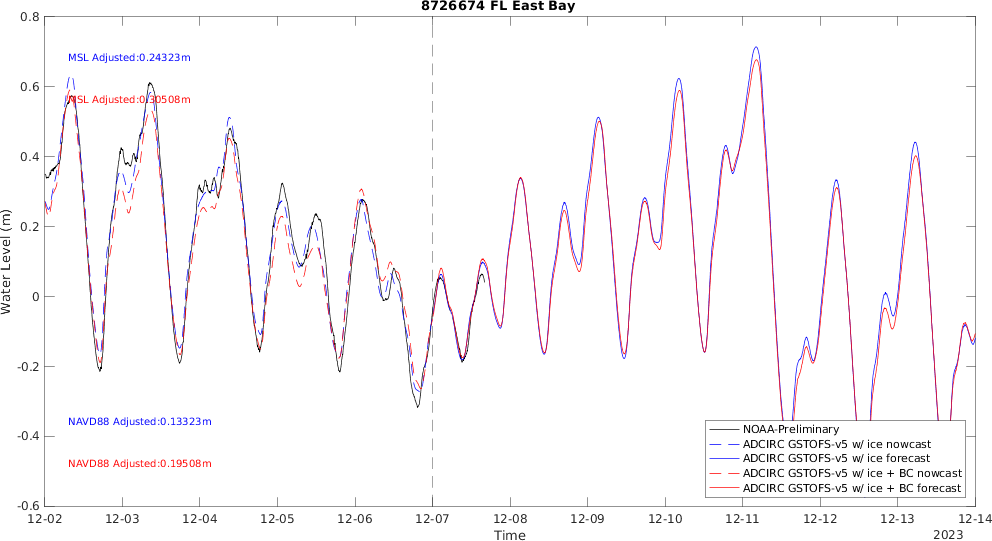 8726674 FL East Bay
0.8
0.6
0.4
0.2
0
-0.2
-0.4
-0.6
Water Level (m)
MSL Adjusted:0.24323m
MSL Adjusted:0.30508m
NAVD88 Adjusted:0.13323m
NAVD88 Adjusted:0.19508m
NOAA-Preliminary
ADCIRC GSTOFS-v5 w/ ice nowcast
ADCIRC GSTOFS-v5 w/ ice forecast
ADCIRC GSTOFS-v5 w/ ice + BC nowcast
ADCIRC GSTOFS-v5 w/ ice + BC forecast
12-02 12-03 12-04 12-05 12-06 12-07 12-08 12-09 12-10 12-11 12-12 12-13 12-14
Time
2023